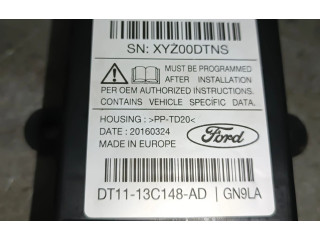 SN: XYZ00DTNS
MUST BE PROGRAMMED
AFTER INSTALLATION
PER OEM AUTHORIZED INSTRUCTIONS.
CONTAINS VEHICLE SPECIFIC DATA.
HOUSING : >PP-TD20<
DATE : 20160324
MADE IN EUROPE
Ford
DT11-13C148-AD | GN9LA